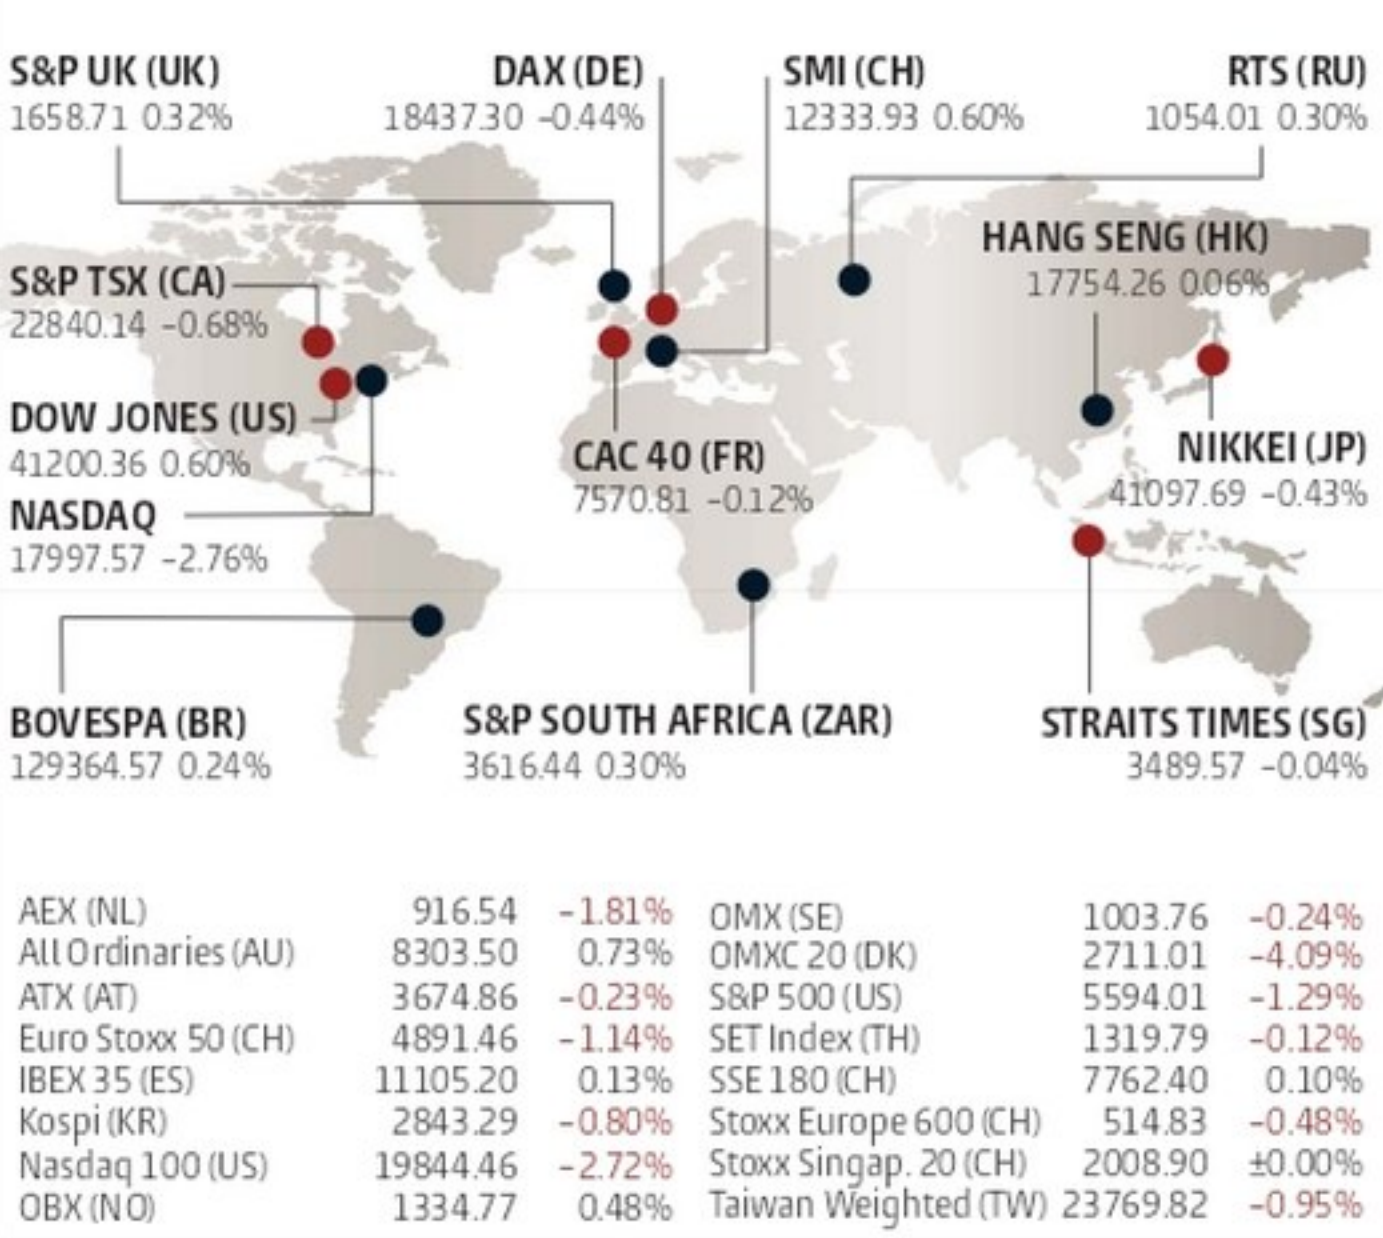 S&P UK (UK)
1658.71 0.32%
DAX (DE)
18437.30 -0.44%
SMI (CH)
12333.93 0.60%
RTS (RU)
1054.01 0.30%
HANG SENG (HK)
17754.26 0.06%
S&P TSX (CA)
22840.14 -0.68%
DOW JONES (US)
41200.36 0.60%
CAC 40 (FR)
7570.81 -0.12%
NIKKEI (JP)
41097.69 -0.43%
NASDAQ
17997.57 -2.76%
BOVESPA (BR)
129364.57 0.24%
S&P SOUTH AFRICA (ZAR)
3616.44 0.30%
STRAITS TIMES (SG)
3489.57 -0.04%
AEX (NL) 916.54 -1.81%
All Ordinaries (AU) 8303.50 0.73%
ATX (AT) 3674.86 -0.23%
Euro Stoxx 50 (CH) 4891.46 -1.14%
IBEX 35 (ES) 11105.20 0.13%
Kospi (KR) 2843.29 -0.80%
Nasdaq 100 (US) 19844.46 -2.72%
OBX (NO) 1334.77 0.48%
OMX (SE) 1003.76 -0.24%
OMXC 20 (DK) 2711.01 -4.09%
S&P 500 (US) 5594.01 -1.29%
SET Index (TH) 1319.79 -0.12%
SSE 180 (CH) 7762.40 0.10%
Stoxx Europe 600 (CH) 514.83 -0.48%
Stoxx Singap. 20 (CH) 2008.90 ±0.00%
Taiwan Weighted (TW) 23769.82 -0.95%